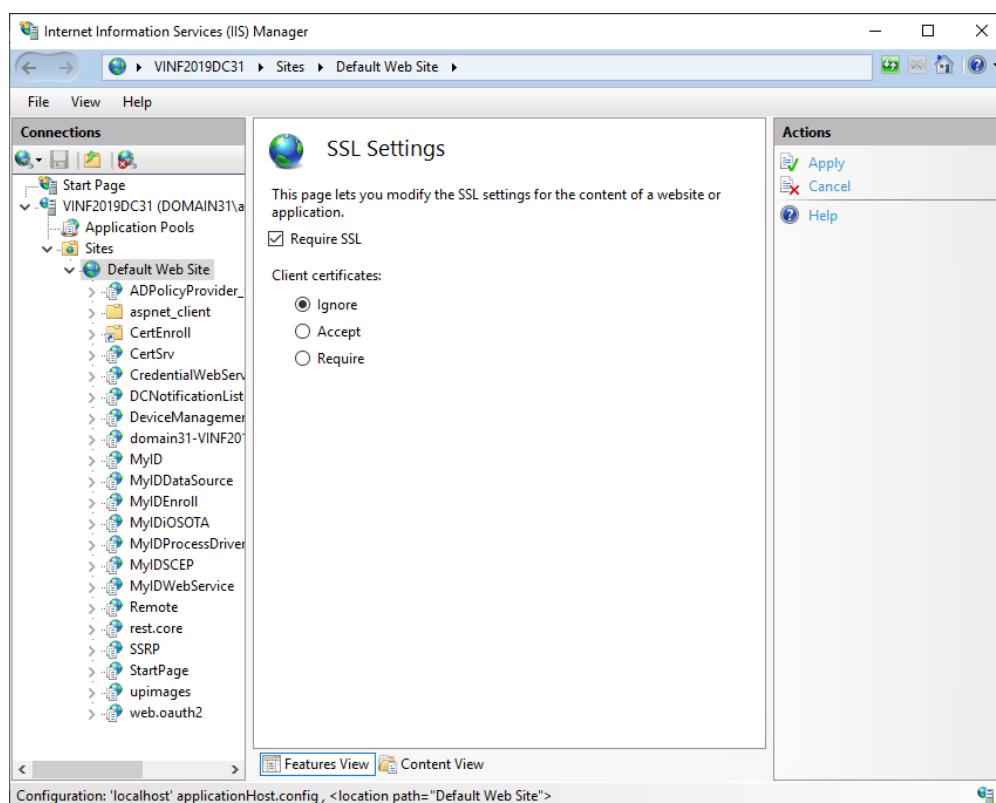 Internet Information Services (IIS) Manager
VINF2019DC31 Sites Default Web Site
File View Help
Connections
Start Page
VINF2019DC31 (DOMAIN31\a
Application Pools
Sites
Default Web Site
ADPolicyProvider_
aspnet_client
CertEnroll
CertSrv
CredentialWebServ
DCNotificationList
DeviceManagemer
domain31-VINF201
MyID
MyIDDataSource
MyIDEnroll
MyIDiOSOTA
MyIDProcessDriver
MyIDSCEP
MyIDWebService
Remote
rest.core
SSRP
StartPage
upimages
web.oauth2
SSL Settings
This page lets you modify the SSL settings for the content of a website or
application.
Require SSL
Client certificates:
Ignore
Accept
Require
Features View Content View
Actions
Apply
Cancel
Help
Configuration: 'localhost' applicationHost.config , <location path="Default Web Site">